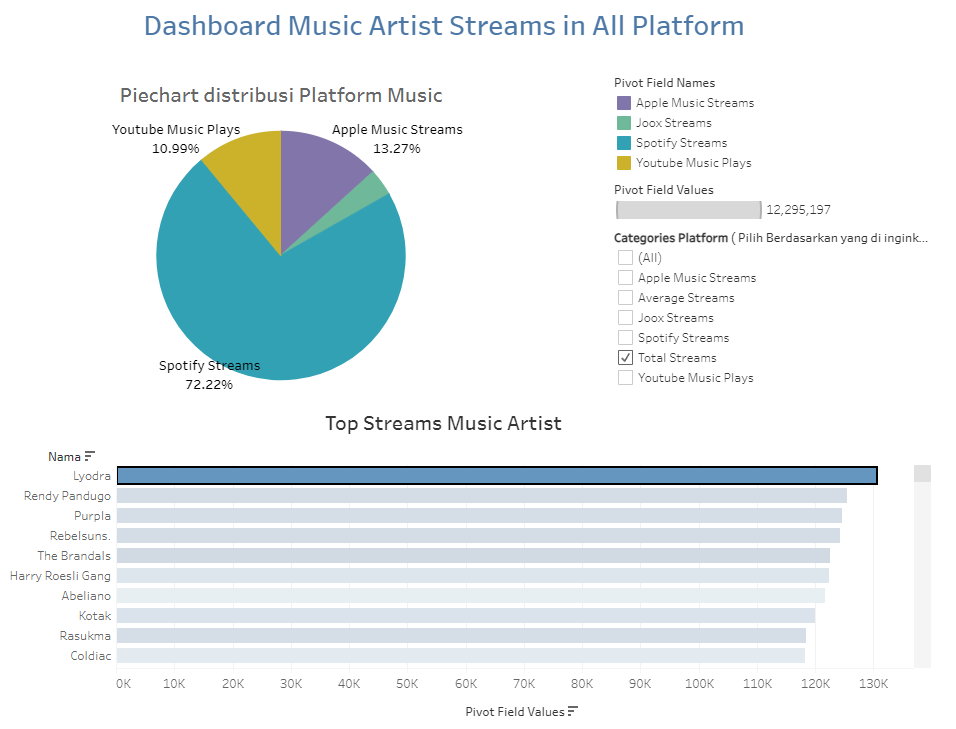 Dashboard Music Artist Streams in All Platform
Piechart distribusi Platform Music
Youtube Music Plays
10.99%
Apple Music Streams
13.27%
Spotify Streams
72.22%
Pivot Field Names
Apple Music Streams
Joox Streams
Spotify Streams
Youtube Music Plays
Pivot Field Values
12,295,197
Categories Platform ( Pilih Berdasarkan yang di ingink...
(All)
Apple Music Streams
Average Streams
Joox Streams
Spotify Streams
Total Streams
Youtube Music Plays
Top Streams Music Artist
Nama
Lyodra
Rendy Pandugo
Purpla
Rebelsuns.
The Brandals
Harry Roesli Gang
Abeliano
Kotak
Rasukma
Coldiac
0K 10K 20K 30K 40K 50K 60K 70K 80K 90K 100K 110K 120K 130K
Pivot Field Values